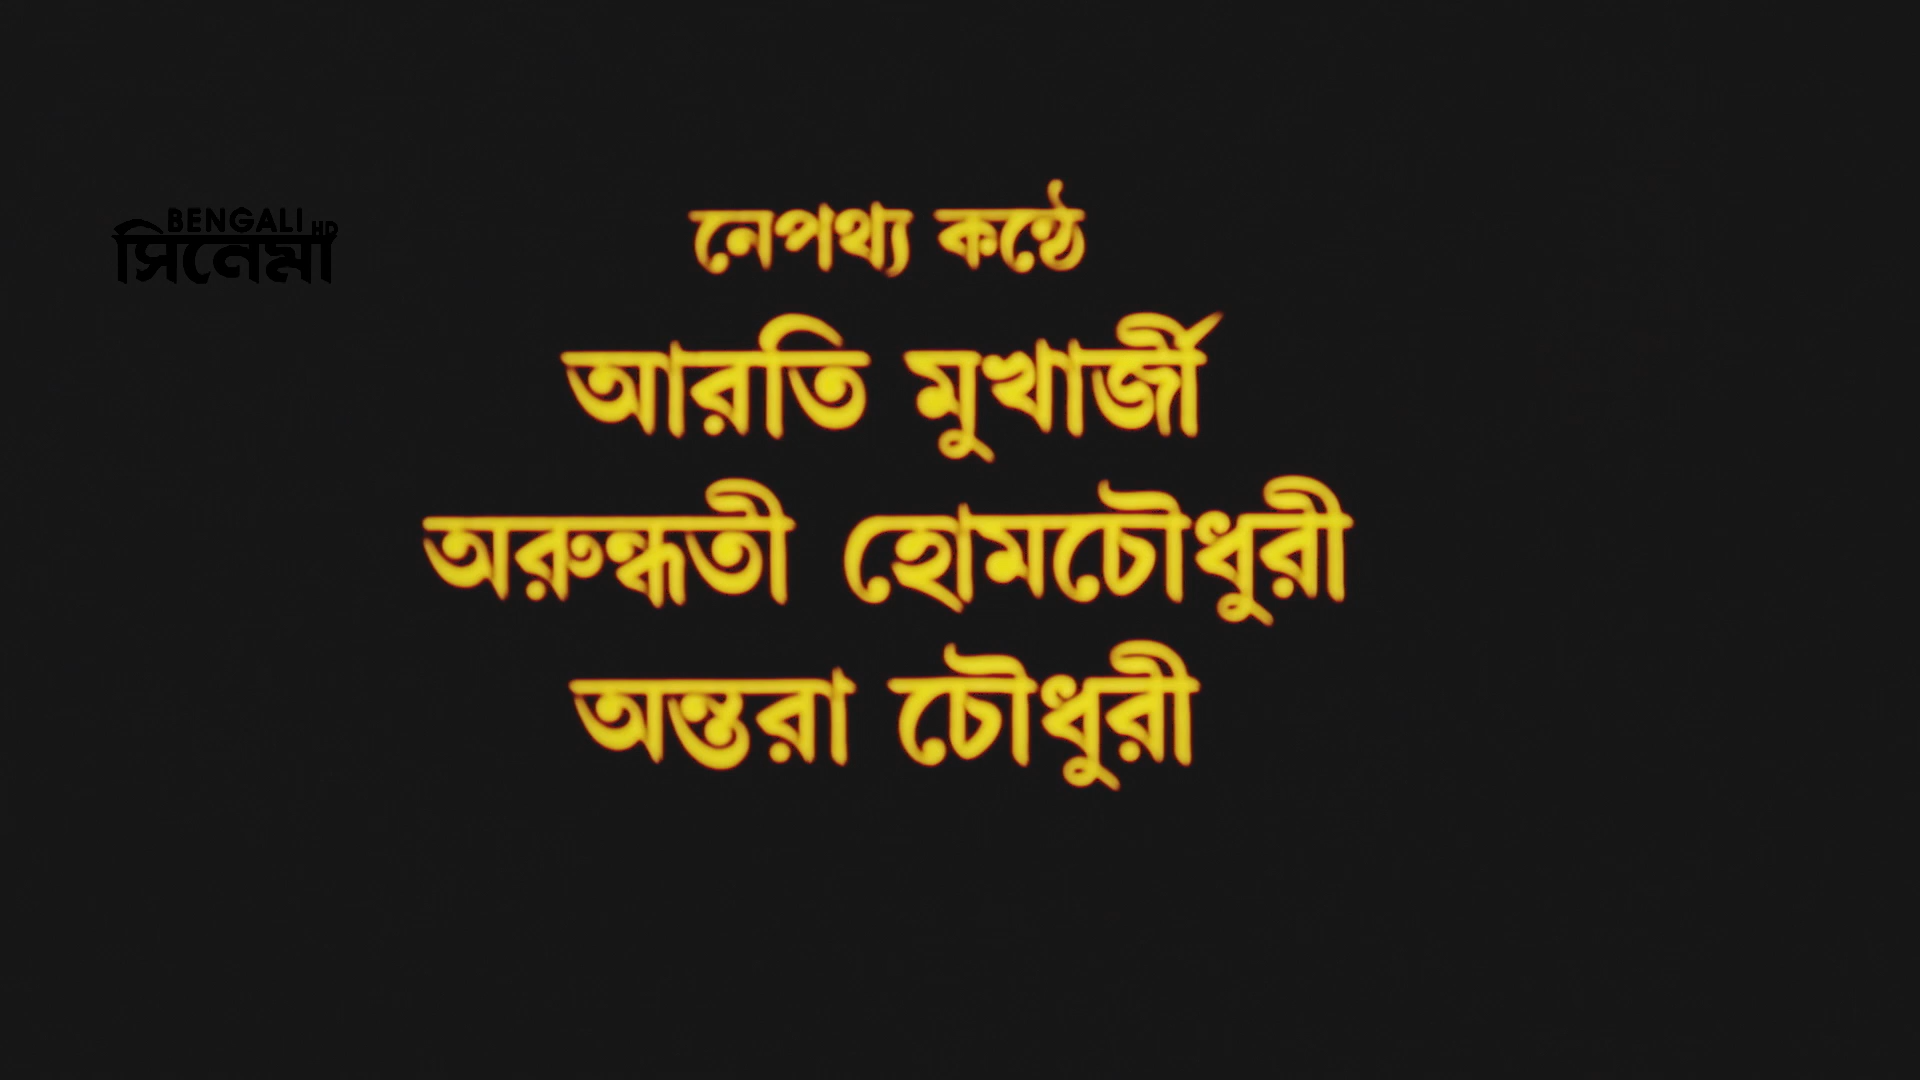 BENGALI HD
সিনেমা
নেপথ্য কণ্ঠে
আরতি মুখার্জী
অরুন্ধতী হোমচৌধুরী
অন্তরা চৌধুরী